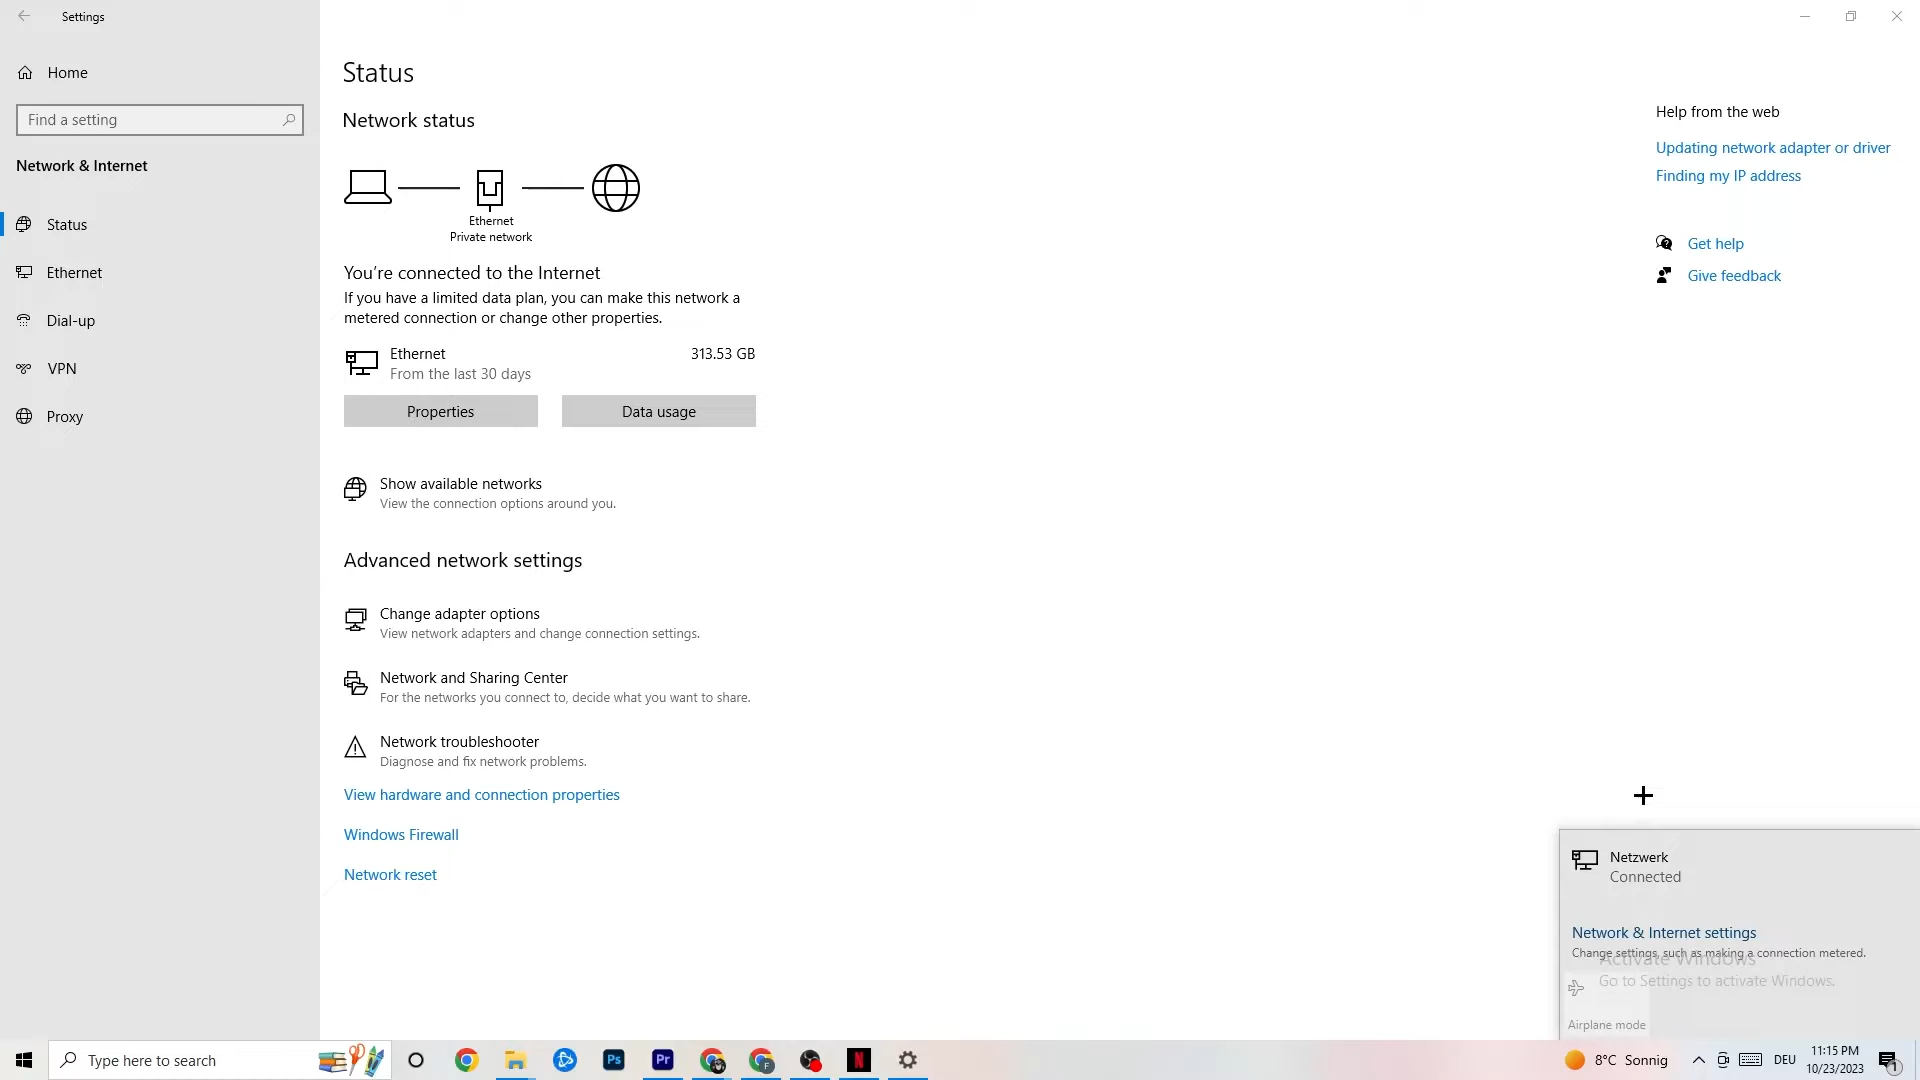 Settings
Home
Find a setting
Network & Internet
Status
Ethernet
Dial-up
VPN
Proxy
Status
Network status
Ethernet
Private network
You're connected to the Internet
If you have a limited data plan, you can make this network a
metered connection or change other properties.
Ethernet 313.53 GB
From the last 30 days
Properties Data usage
Show available networks
View the connection options around you.
Advanced network settings
Change adapter options
View network adapters and change connection settings.
Network and Sharing Center
For the networks you connect to, decide what you want to share.
Network troubleshooter
Diagnose and fix network problems.
View hardware and connection properties
Windows Firewall
Network reset
Help from the web
Updating network adapter or driver
Finding my IP address
Get help
Give feedback
Netzwerk
Connected
Network & Internet settings
Change settings, such as making a connection metered.
Activate Windows
Go to Settings to activate Windows.
Airplane mode
Type here to search
Ps
Pr
F
N
8°C Sonnig
DEU
11:15 PM
10/23/2023
1